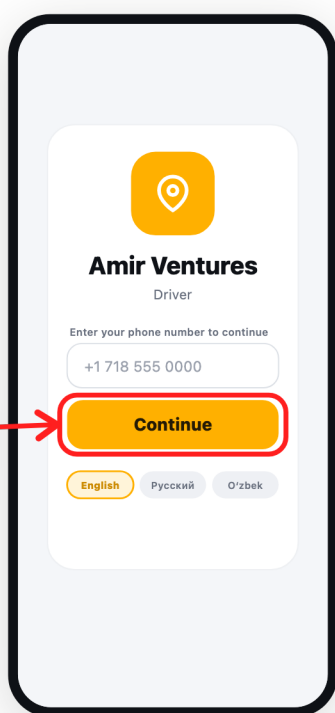 Amir Ventures
Driver
Enter your phone number to continue
+1 718 555 0000
Continue
English
Русский
O‘zbek